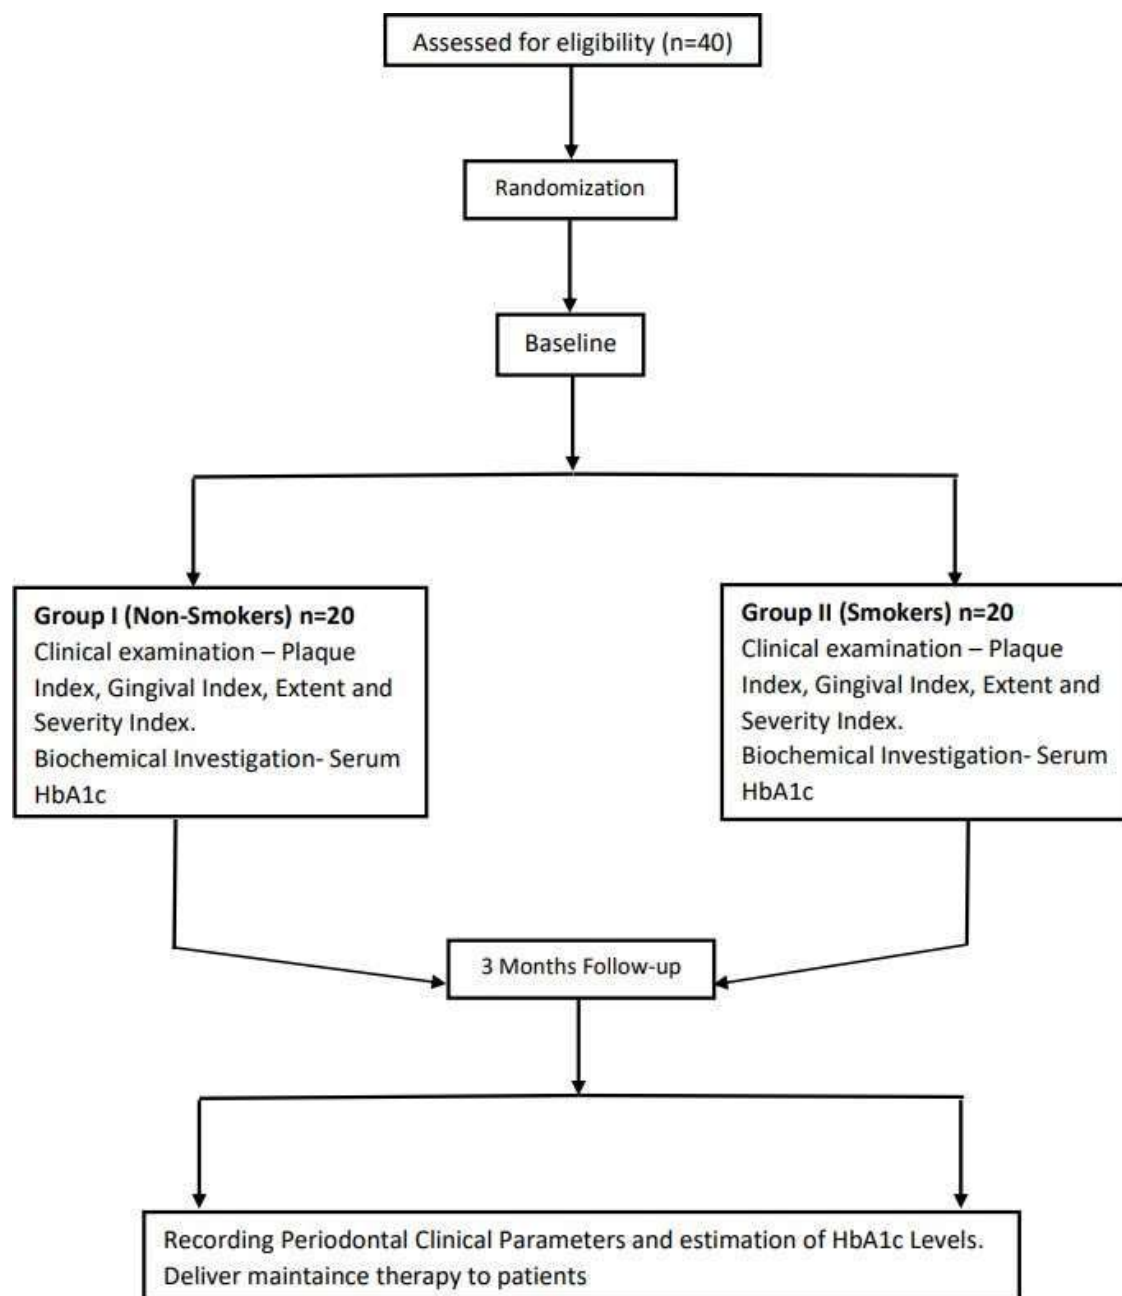 Assessed for eligibility (n=40)
Randomization
Baseline
Group I (Non-Smokers) n=20
Clinical examination – Plaque
Index, Gingival Index, Extent and
Severity Index.
Biochemical Investigation- Serum
HbA1c
Group II (Smokers) n=20
Clinical examination – Plaque
Index, Gingival Index, Extent and
Severity Index.
Biochemical Investigation- Serum
HbA1c
3 Months Follow-up
Recording Periodontal Clinical Parameters and estimation of HbA1c Levels.
Deliver maintaince therapy to patients